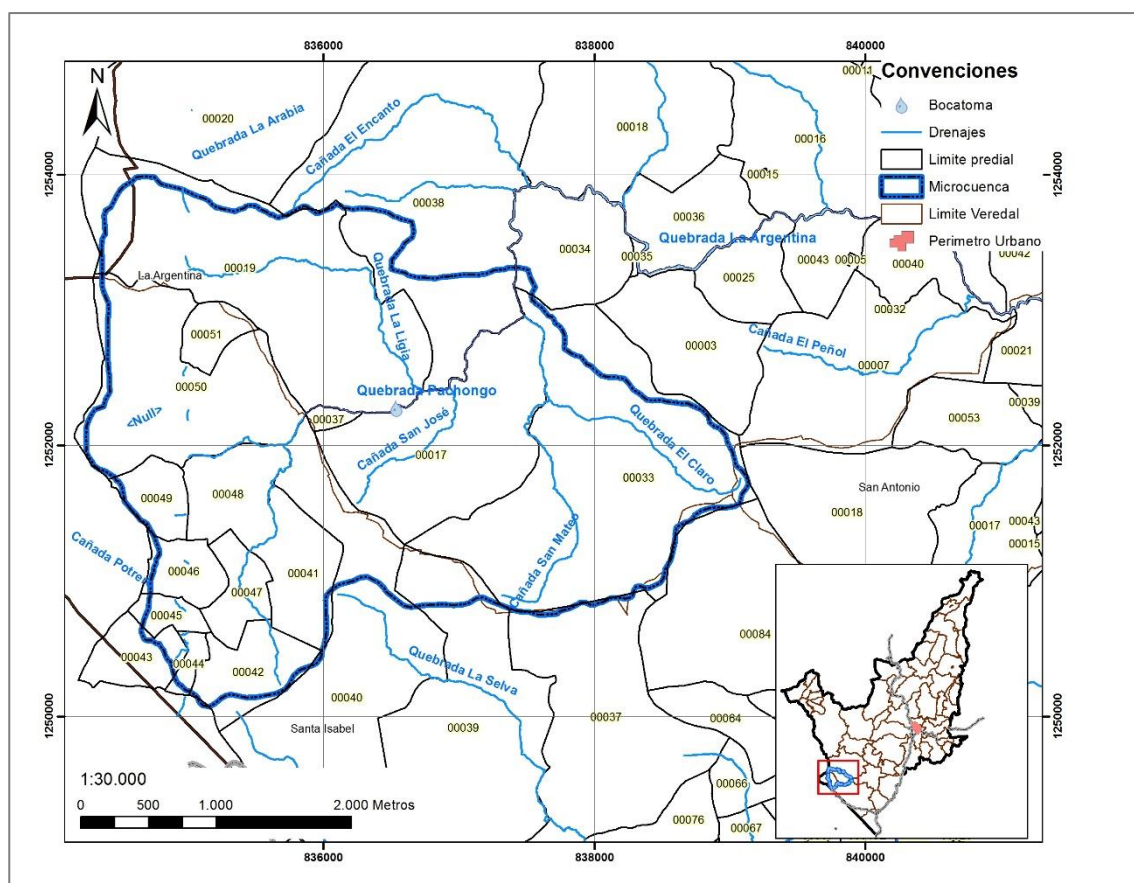 836000
838000
840000
N
Convenciones
Bocatoma
Drenajes
Limite predial
Microcuenca
Limite Veredal
Perimetro Urbano
00011
00020
Quebrada La Arabia
Cañada El Encanto
00018
00016
1254000
1254000
00015
00038
00036
Quebrada La Argentina
00034
00035
00043
00005
00040
00042
La Argentina
00019
00025
Quebrada La Ligia
00032
00051
00003
Cañada El Peñol
00021
00007
00050
Quebrada Pachongo
00039
<Null>
00037
00053
Cañada San José
Quebrada El Claro
1252000
1252000
00017
00033
00049
00048
San Antonio
00018
00017
00043
00015
Cañada Potre
Cañada San Mateo
00046
00041
00047
00045
00043
00044
00042
00084
Quebrada La Selva
00040
1250000
1250000
Santa Isabel
00039
00037
00064
00066
00076
00067
1:30.000
0
500
1.000
2.000 Metros
836000
838000
840000